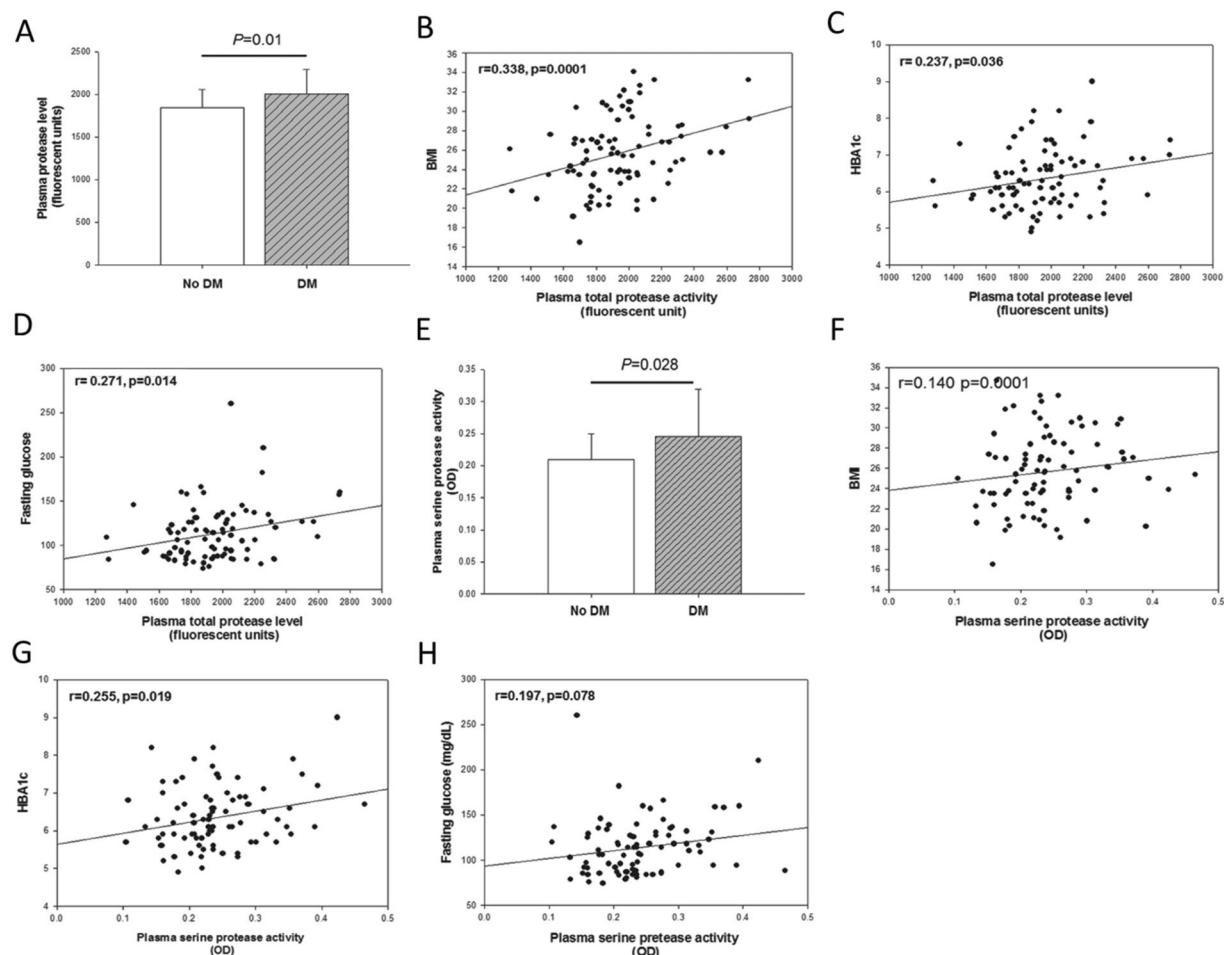 A
P=0.01
Plasma protease level
(fluorescent units)
2500
2000
1500
1000
500
0
No DM
DM
B
r=0.338, p=0.0001
BMI
36
34
32
30
28
26
24
22
20
18
16
14
1000 1200 1400 1600 1800 2000 2200 2400 2600 2800 3000
Plasma total protease activity
(fluorescent unit)
C
r= 0.237, p=0.036
HBA1c
10
9
8
7
6
5
4
1000 1200 1400 1600 1800 2000 2200 2400 2600 2800 3000
Plasma total protease level
(fluorescent units)
D
r= 0.271, p=0.014
Fasting glucose
350
300
250
200
150
100
50
1000 1200 1400 1600 1800 2000 2200 2400 2600 2800 3000
Plasma total protease level
(fluorescent units)
E
P=0.028
Plasma serine protease activity
(OD)
0.35
0.30
0.25
0.20
0.15
0.10
0.05
0.00
No DM
DM
F
r=0.140 p=0.0001
BMI
36
34
32
30
28
26
24
22
20
18
16
14
0.0 0.1 0.2 0.3 0.4 0.5
Plasma serine protease activity
(OD)
G
r=0.255, p=0.019
HBA1c
10
9
8
7
6
5
4
0.0 0.1 0.2 0.3 0.4 0.5
Plasma serine protease activity
(OD)
H
r=0.197, p=0.078
Fasting glucose (mg/dL)
300
250
200
150
100
50
0.0 0.1 0.2 0.3 0.4 0.5
Plasma serine pretease activity
(OD)